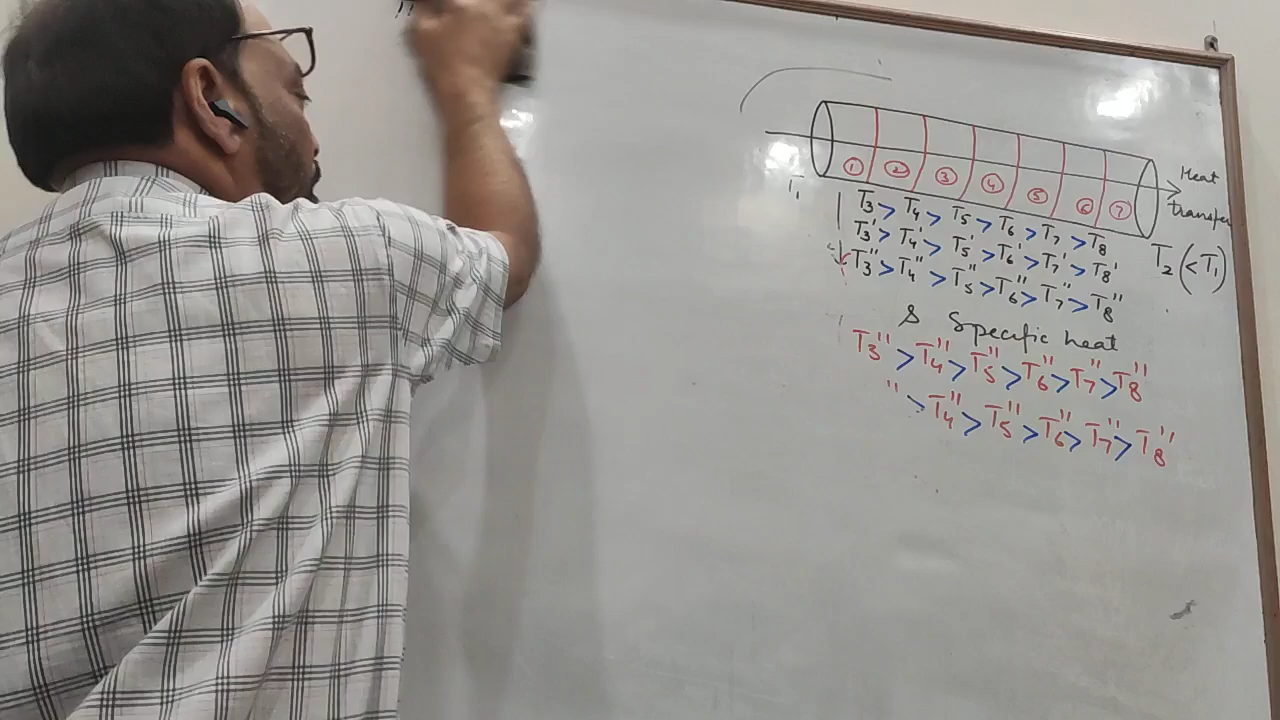 ① ② ③ ④ ⑤ ⑥ ⑦
Heat
transfer
T₁
T₂ (<T₁)
T₃ > T₄ > T₅ > T₆ > T₇ > T₈
T₃' > T₄' > T₅' > T₆' > T₇' > T₈'
T₃'' > T₄'' > T₅'' > T₆'' > T₇'' > T₈''
S Specific heat
T₃'' > T₄'' > T₅'' > T₆'' > T₇'' > T₈''
'' > T₄'' > T₅'' > T₆'' > T₇'' > T₈''